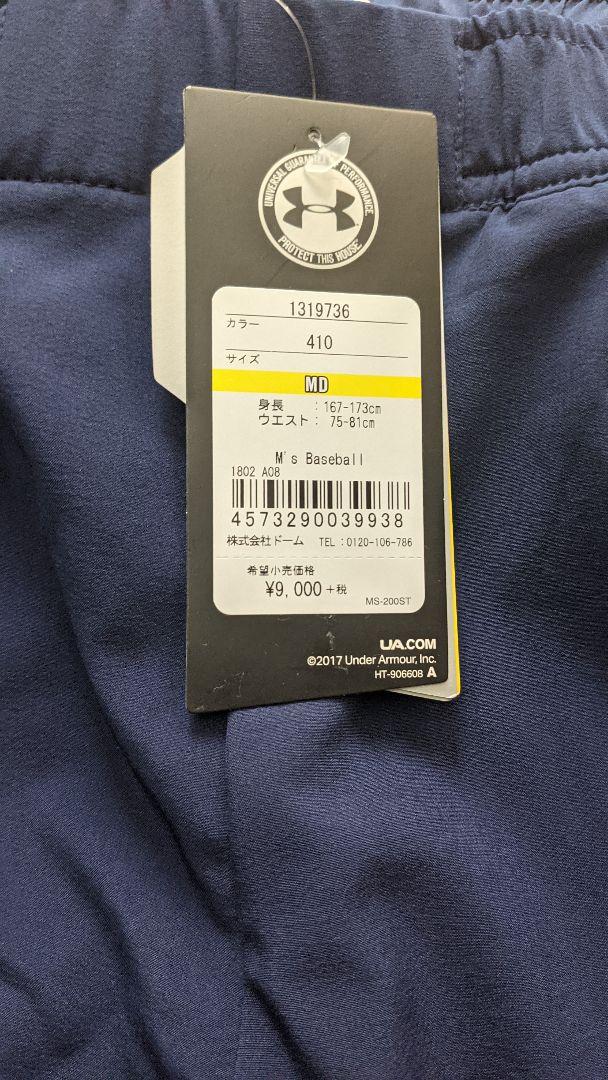 UNIVERSAL GUARANTEE OF PERFORMANCE.
PROTECT THIS HOUSE
1319736
カラー
410
サイズ
MD
身長 : 167-173cm
ウエスト: 75-81cm
M's Baseball
1802 A08
4573290039938
株式会社ドーム TEL:0120-106-786
希望小売価格
¥9,000+税
MS-200ST
UA.COM
©2017 Under Armour, Inc.
HT-906608 A